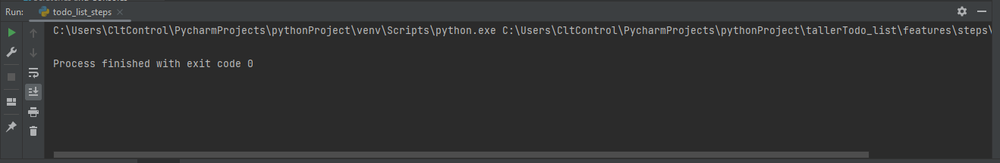 Run:
todo_list_steps
C:\Users\CltControl\PycharmProjects\pythonProject\venv\Scripts\python.exe C:\Users\CltControl\PycharmProjects\pythonProject\tallerTodo_list\features\steps\
Process finished with exit code 0